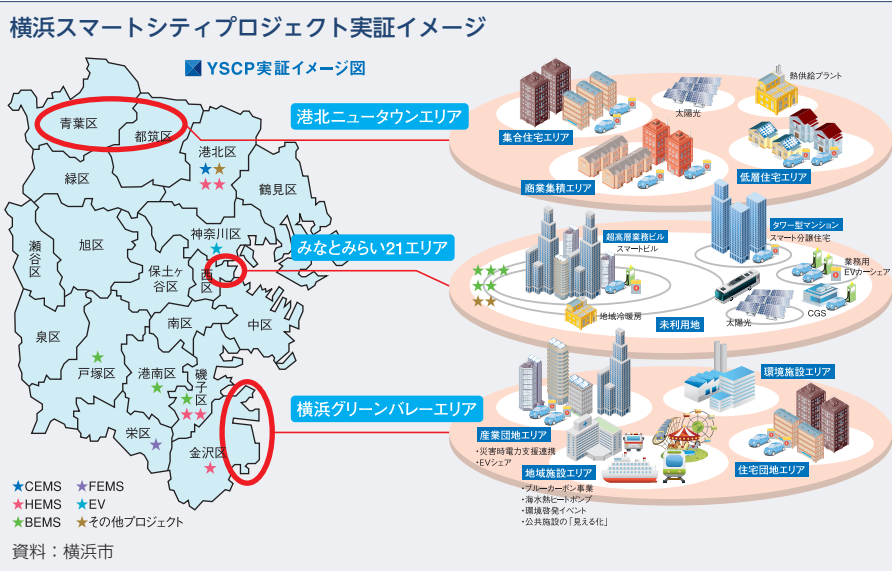 横浜スマートシティプロジェクト実証イメージ
YSCP実証イメージ図
青葉区
都筑区
港北区
緑区
鶴見区
神奈川区
瀬谷区
旭区
保土ヶ谷区
西区
南区
中区
泉区
戸塚区
港南区
磯子区
栄区
金沢区
CEMS
FEMS
HEMS
EV
BEMS
その他プロジェクト
港北ニュータウンエリア
集合住宅エリア
太陽光
熱供給プラント
商業集積エリア
低層住宅エリア
みなとみらい21エリア
超高層業務ビル
スマートビル
タワー型マンション
スマート分譲住宅
業務用
EVカーシェア
地域冷暖房
未利用地
太陽光
CGS
横浜グリーンバレーエリア
環境施設エリア
産業団地エリア
・災害時電力支援連携
・EVシェア
地域施設エリア
・ブルーカーボン事業
・海水熱ヒートポンプ
・環境啓発イベント
・公共施設の「見える化」
住宅団地エリア
資料：横浜市